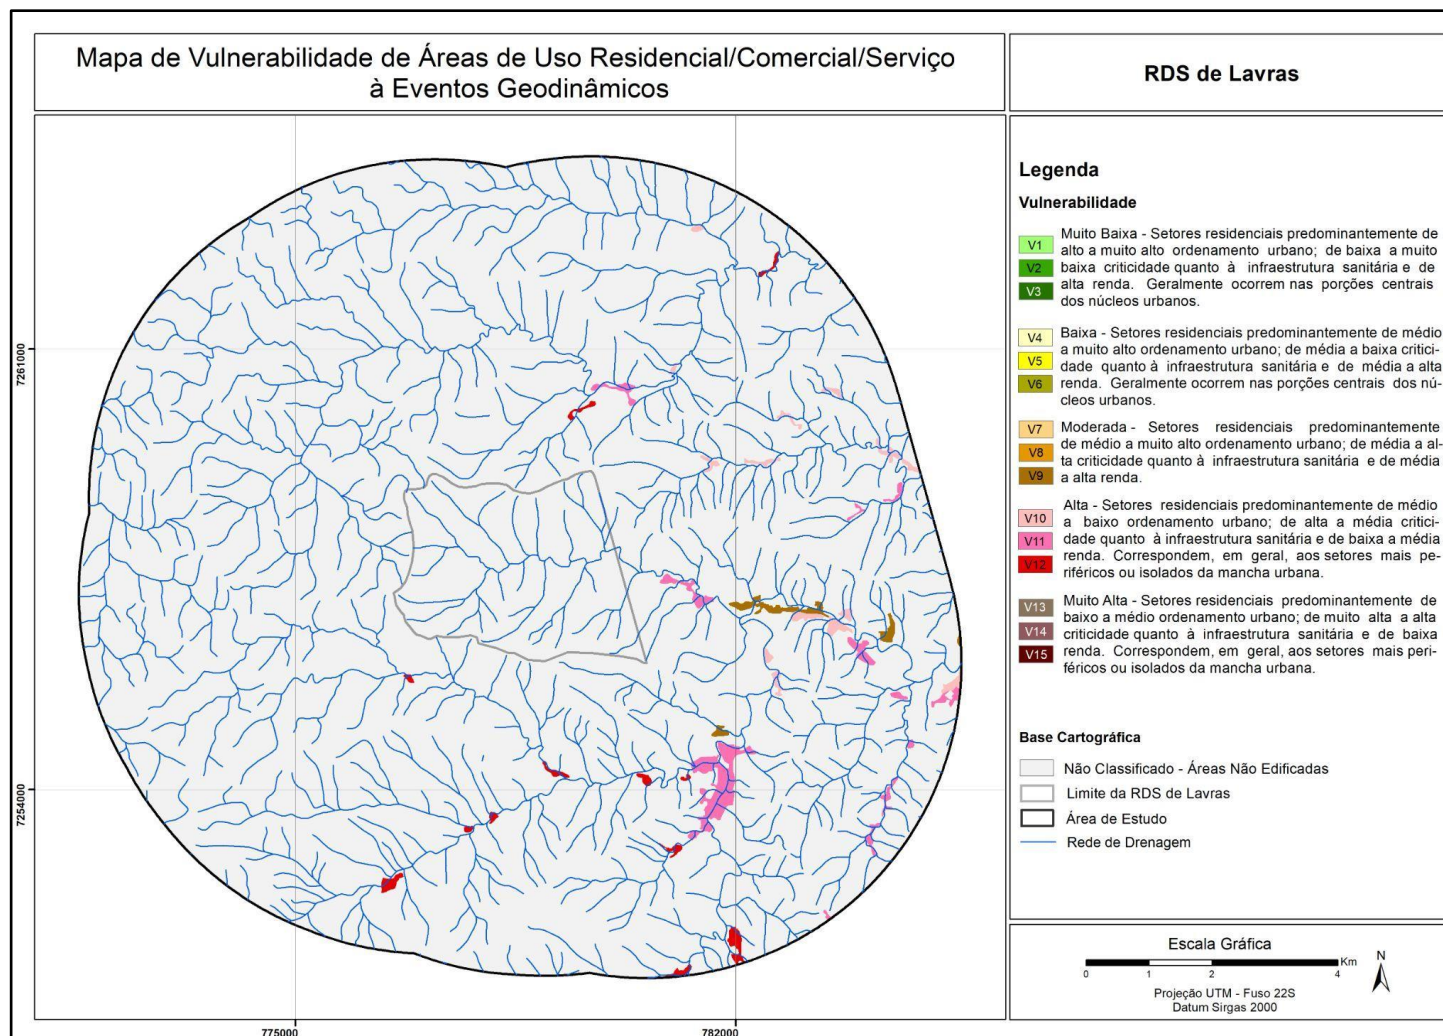 Mapa de Vulnerabilidade de Áreas de Uso Residencial/Comercial/Serviço
à Eventos Geodinâmicos
RDS de Lavras
7261000
7254000
775000
782000
Legenda
Vulnerabilidade
V1
V2
V3
Muito Baixa - Setores residenciais predominantemente de
alto a muito alto ordenamento urbano; de baixa a muito
baixa criticidade quanto à infraestrutura sanitária e de
alta renda. Geralmente ocorrem nas porções centrais
dos núcleos urbanos.
V4
V5
V6
Baixa - Setores residenciais predominantemente de médio
a muito alto ordenamento urbano; de média a baixa critici-
dade quanto à infraestrutura sanitária e de média a alta
renda. Geralmente ocorrem nas porções centrais dos nú-
cleos urbanos.
V7
V8
V9
Moderada - Setores residenciais predominantemente
de médio a muito alto ordenamento urbano; de média a al-
ta criticidade quanto à infraestrutura sanitária e de média
a alta renda.
V10
V11
V12
Alta - Setores residenciais predominantemente de médio
a baixo ordenamento urbano; de alta a média critici-
dade quanto à infraestrutura sanitária e de baixa a média
renda. Correspondem, em geral, aos setores mais pe-
riféricos ou isolados da mancha urbana.
V13
V14
V15
Muito Alta - Setores residenciais predominantemente de
baixo a médio ordenamento urbano; de muito alta a alta
criticidade quanto à infraestrutura sanitária e de baixa
renda. Correspondem, em geral, aos setores mais peri-
féricos ou isolados da mancha urbana.
Base Cartográfica
Não Classificado - Áreas Não Edificadas
Limite da RDS de Lavras
Área de Estudo
Rede de Drenagem
Escala Gráfica
Km
0 1 2 4
N
Projeção UTM - Fuso 22S
Datum Sirgas 2000